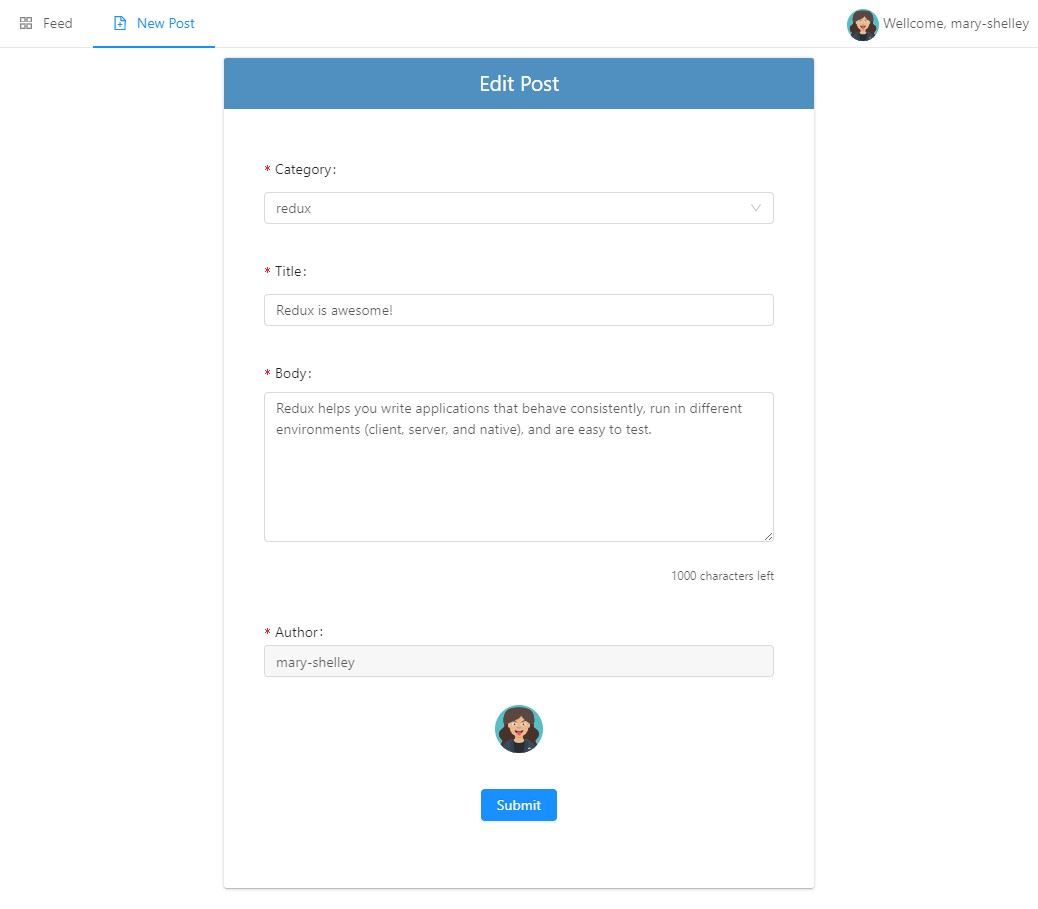 Feed
New Post
Wellcome, mary-shelley
Edit Post
* Category:
redux
* Title:
Redux is awesome!
* Body:
Redux helps you write applications that behave consistently, run in different
environments (client, server, and native), and are easy to test.
1000 characters left
* Author:
mary-shelley
Submit